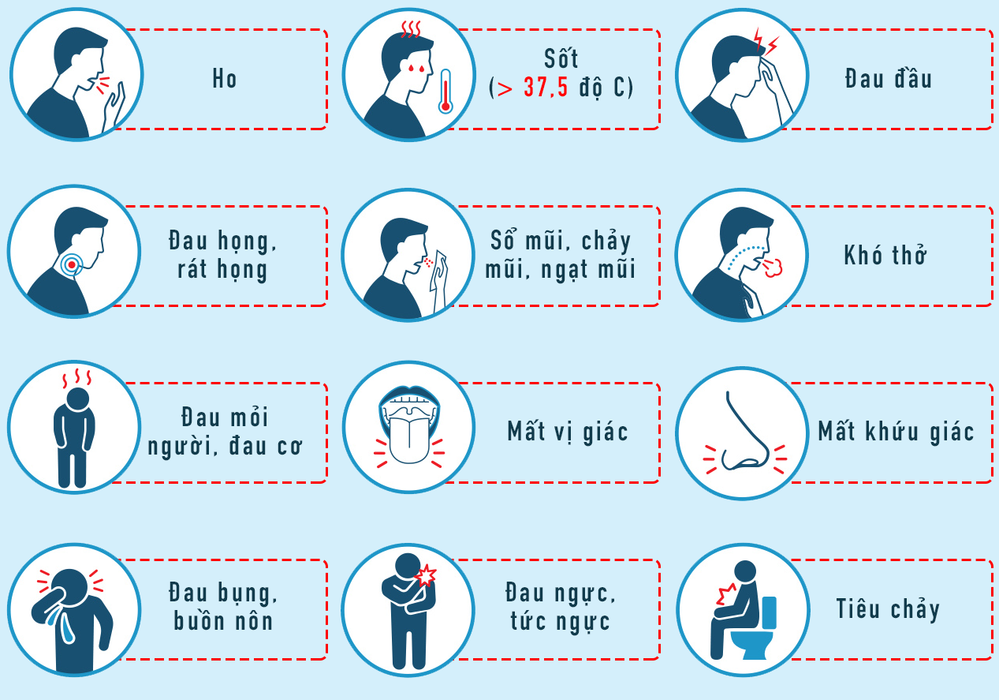 Ho
Sốt
(> 37,5 độ C)
Đau đầu
Đau họng,
rát họng
Sổ mũi, chảy
mũi, ngạt mũi
Khó thở
Đau mỏi
người, đau cơ
Mất vị giác
Mất khứu giác
Đau bụng,
buồn nôn
Đau ngực,
tức ngực
Tiêu chảy